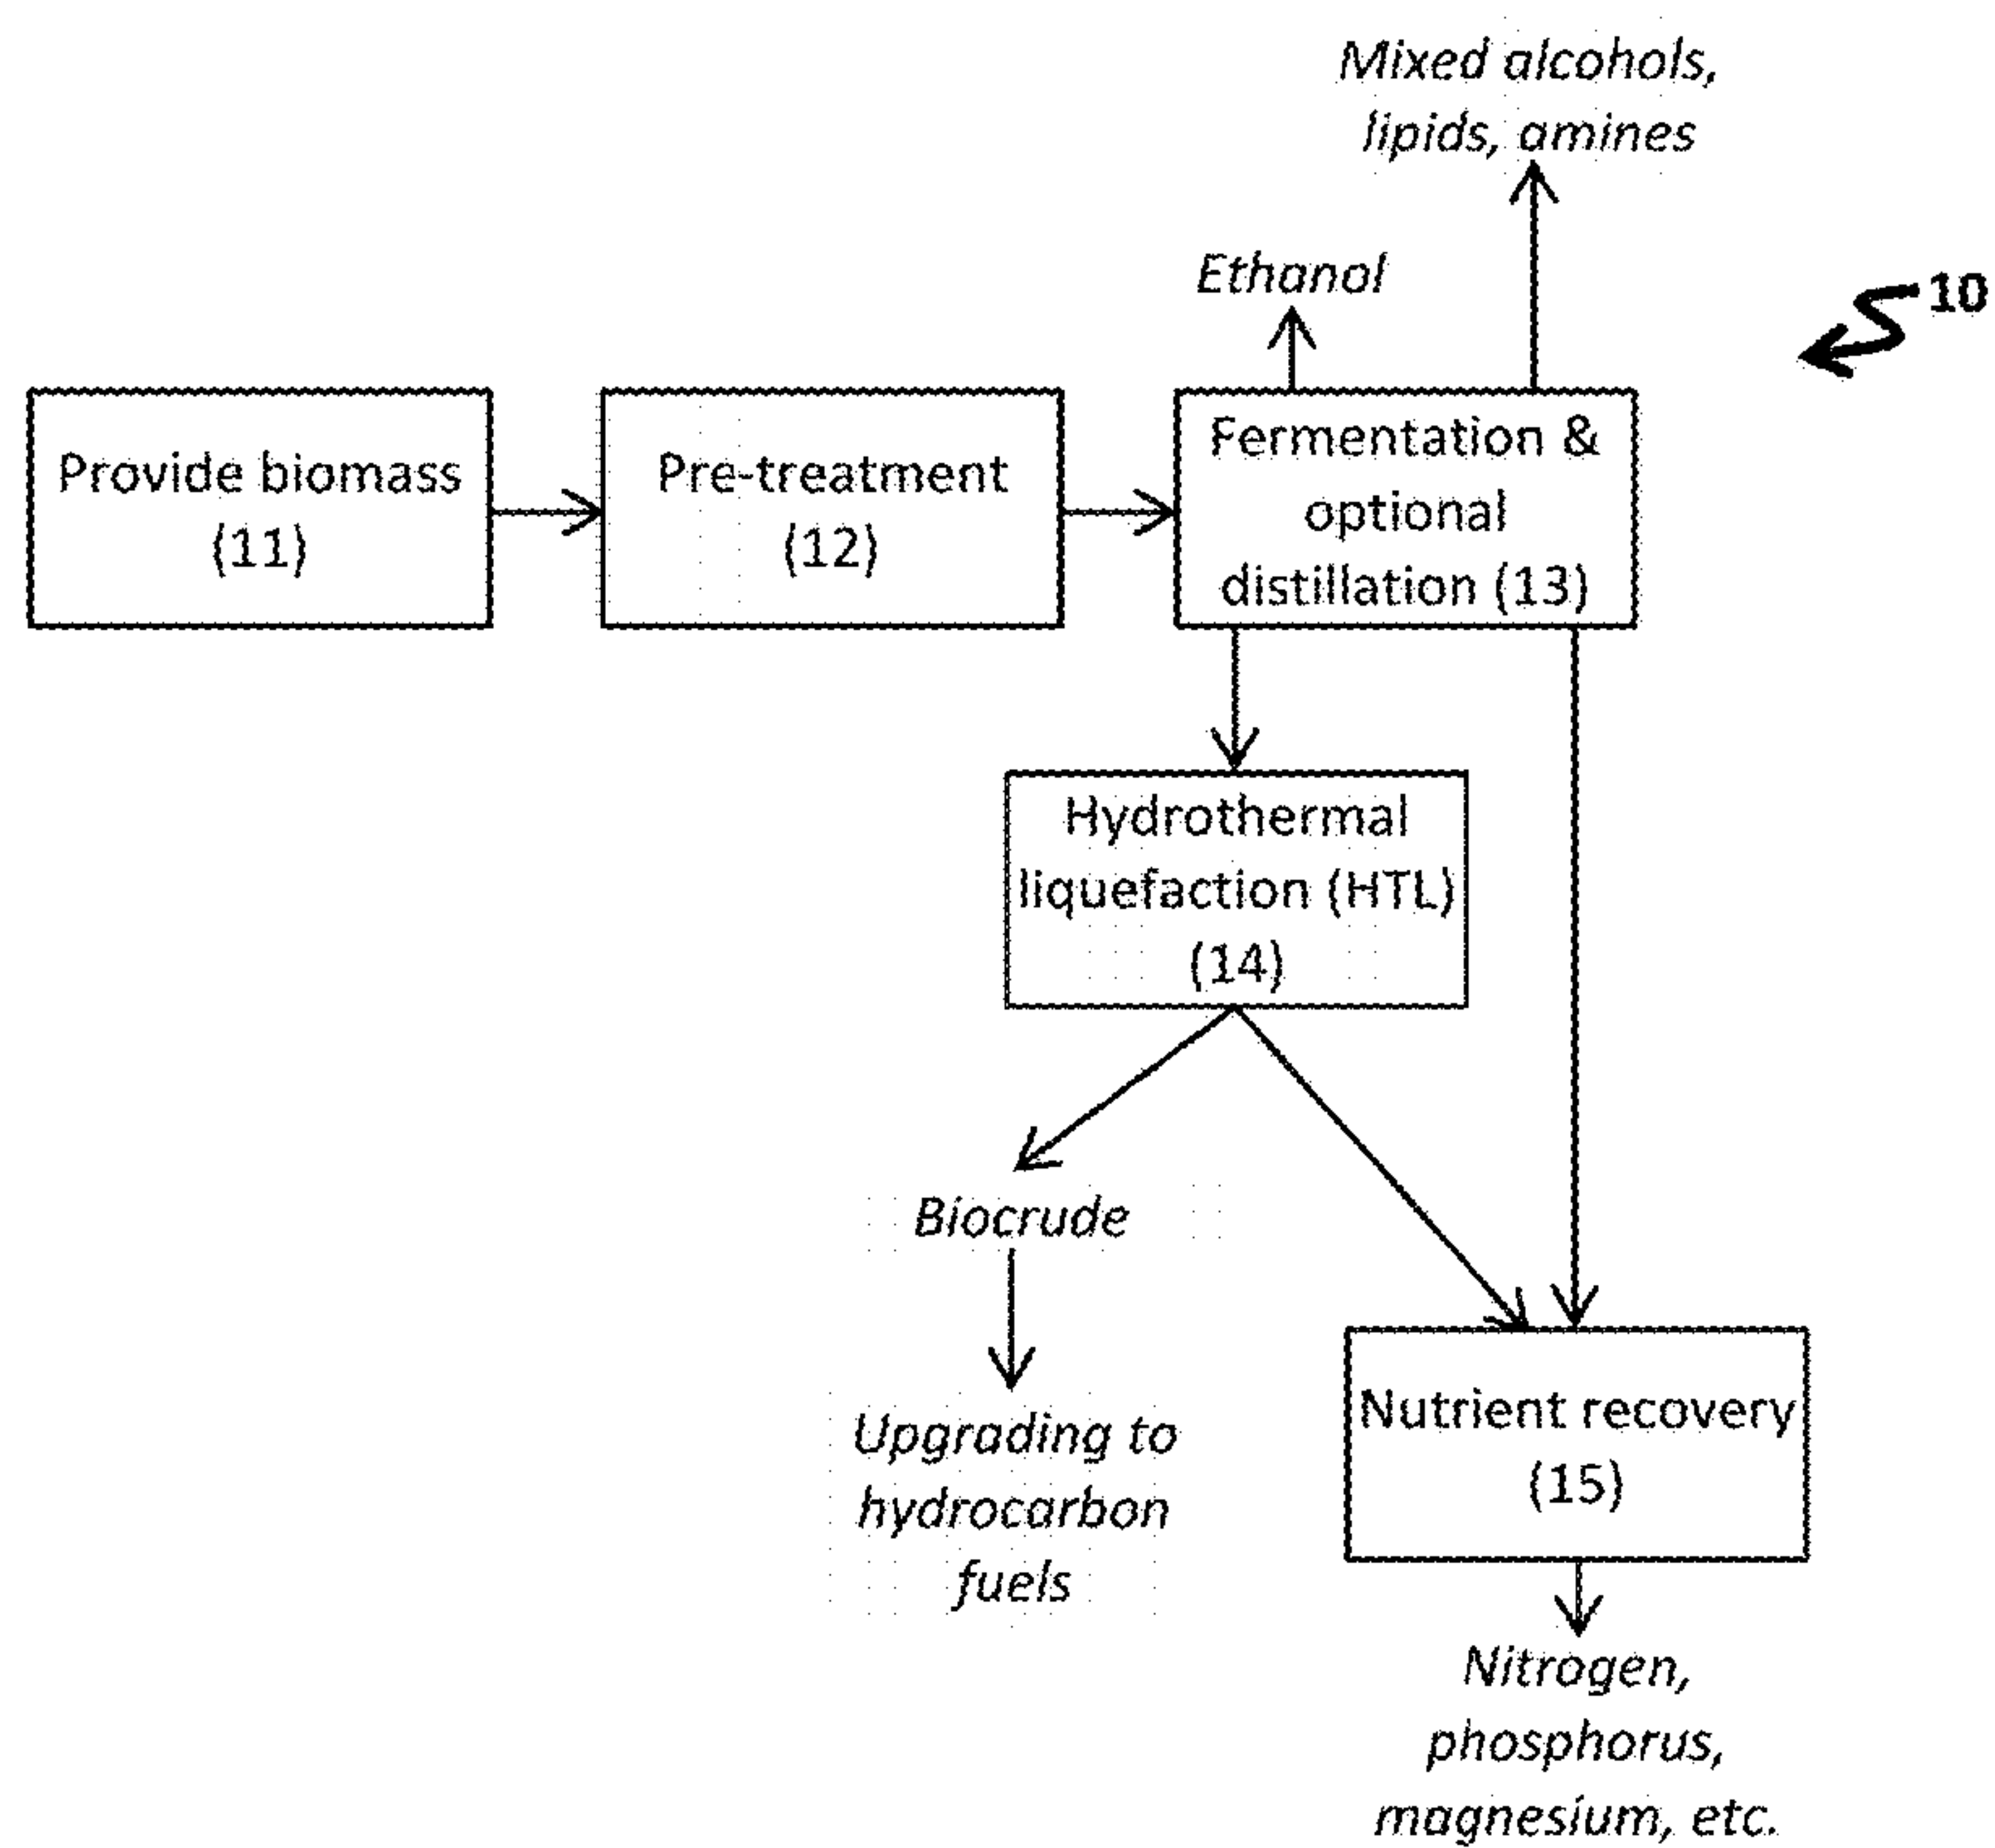 Mixed alcohols,
lipids, amines
Ethanol
10
Provide biomass
(11)
Pre-treatment
(12)
Fermentation &
optional
distillation (13)
Hydrothermal
liquefaction (HTL)
(14)
Biocrude
Upgrading to
hydrocarbon
fuels
Nutrient recovery
(15)
Nitrogen,
phosphorus,
magnesium, etc.